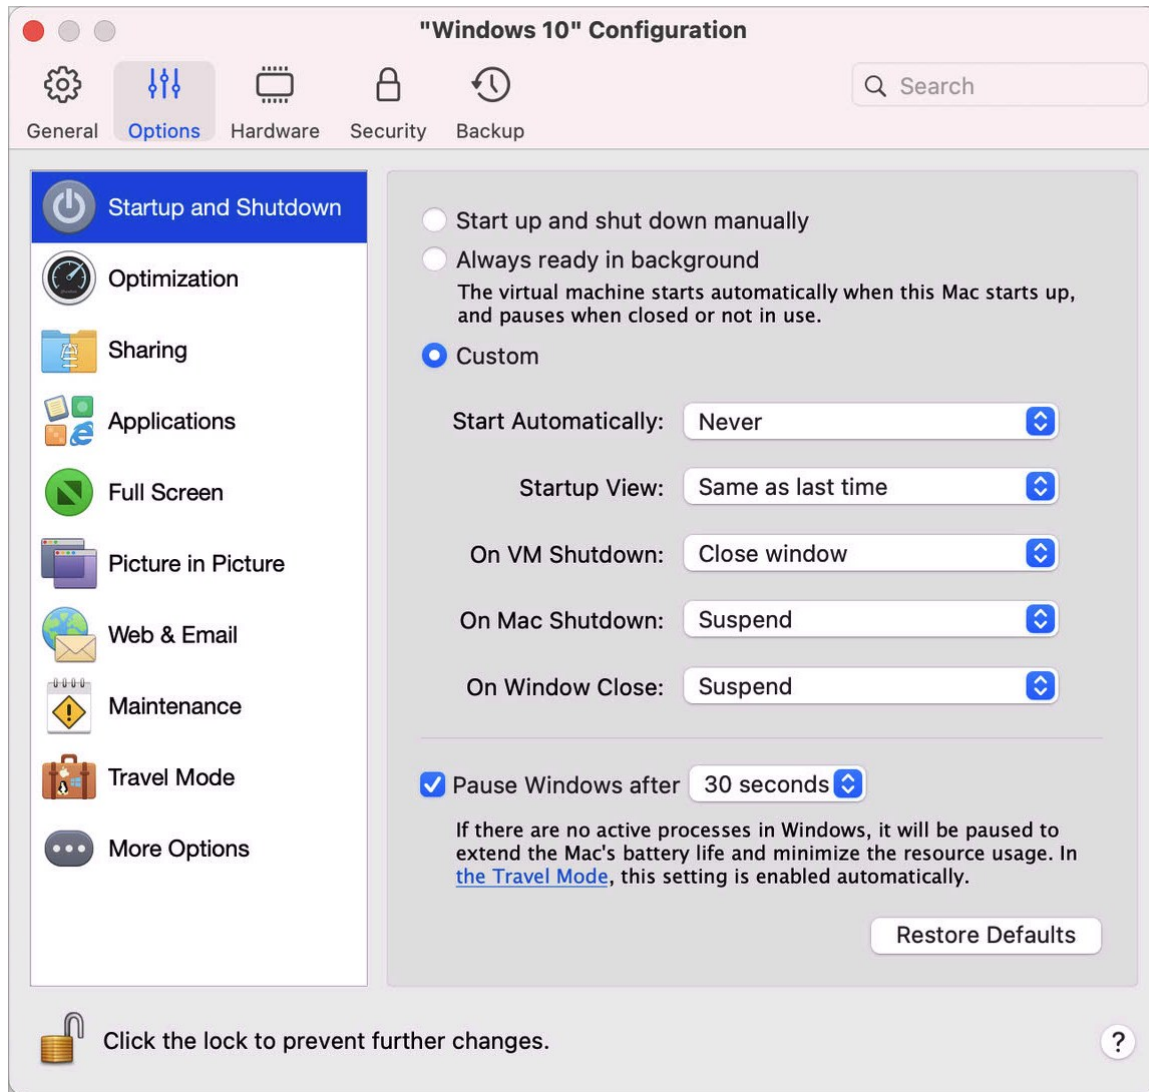 "Windows 10" Configuration
General
Options
Hardware
Security
Backup
Search
Startup and Shutdown
Optimization
Sharing
Applications
Full Screen
Picture in Picture
Web & Email
Maintenance
Travel Mode
More Options
Start up and shut down manually
Always ready in background
The virtual machine starts automatically when this Mac starts up,
and pauses when closed or not in use.
Custom
Start Automatically: Never
Startup View: Same as last time
On VM Shutdown: Close window
On Mac Shutdown: Suspend
On Window Close: Suspend
Pause Windows after 30 seconds
If there are no active processes in Windows, it will be paused to
extend the Mac's battery life and minimize the resource usage. In
the Travel Mode, this setting is enabled automatically.
Restore Defaults
Click the lock to prevent further changes.
?